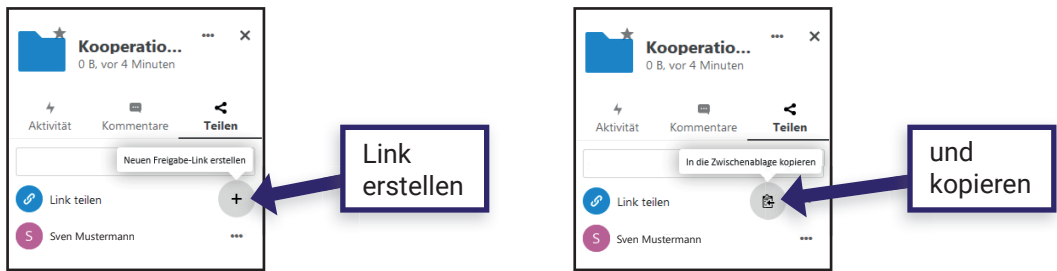 Kooperatio...
0 B, vor 4 Minuten
Aktivität
Kommentare
Teilen
Neuen Freigabe-Link erstellen
Link teilen
S
Sven Mustermann
Link
erstellen
Kooperatio...
0 B, vor 4 Minuten
Aktivität
Kommentare
Teilen
In die Zwischenablage kopieren
Link teilen
S
Sven Mustermann
und
kopieren